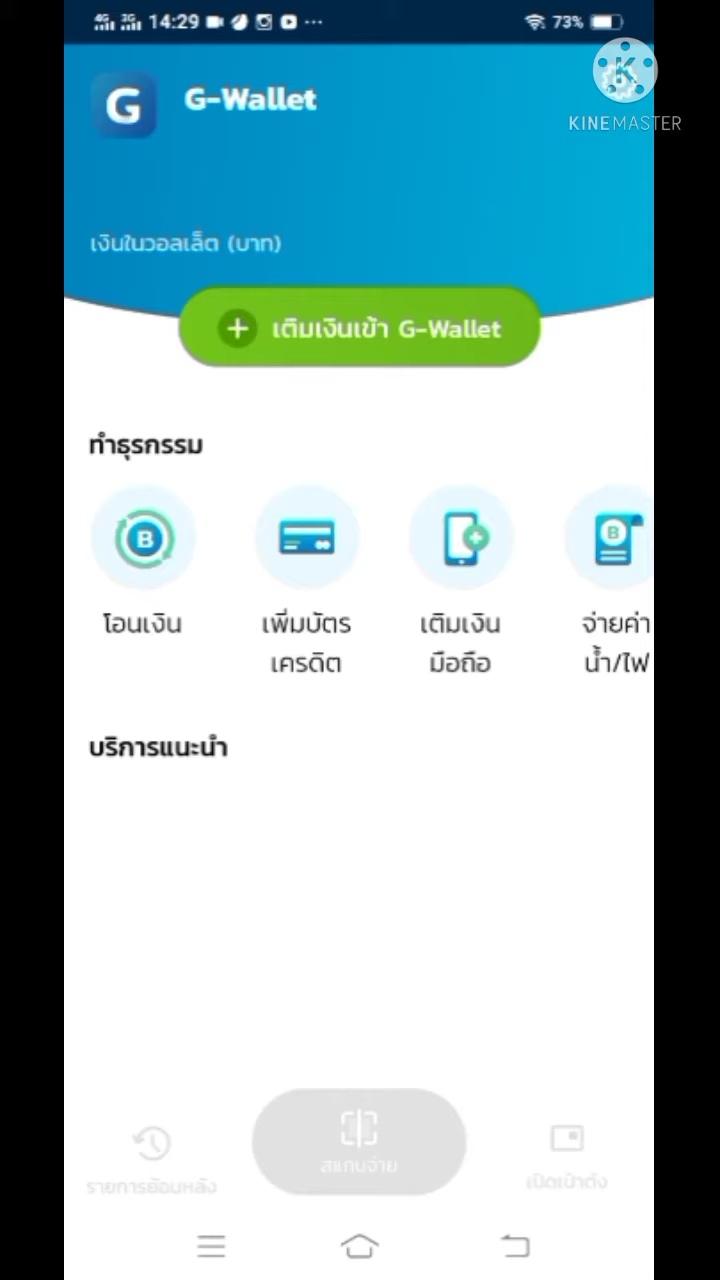 4G 3G 14:29 ... 73%
K
KINEMASTER
G G-Wallet
เงินในวอลเล็ต (บาท)
+ เติมเงินเข้า G-Wallet
ทำธุรกรรม
B
B
โอนเงิน
เพิ่มบัตร
เครดิต
เติมเงิน
มือถือ
จ่ายค่า
น้ำ/ไฟ
บริการแนะนำ
รายการย้อนหลัง
สแกนจ่าย
เปิดเป๋าตัง